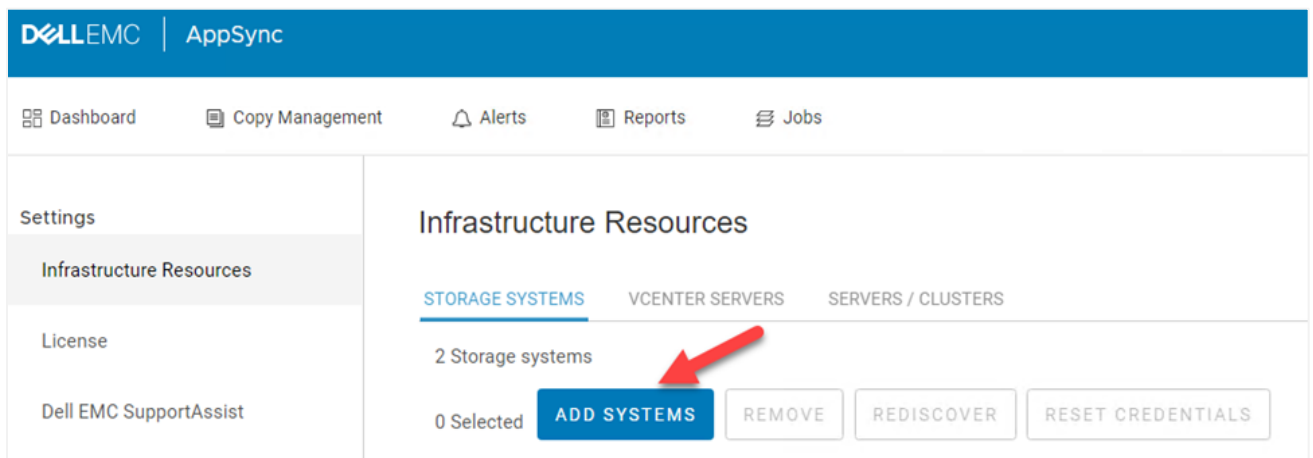 DELLEMC | AppSync
Dashboard Copy Management Alerts Reports Jobs
Settings
Infrastructure Resources
License
Dell EMC SupportAssist
Infrastructure Resources
STORAGE SYSTEMS VCENTER SERVERS SERVERS / CLUSTERS
2 Storage systems
0 Selected ADD SYSTEMS REMOVE REDISCOVER RESET CREDENTIALS